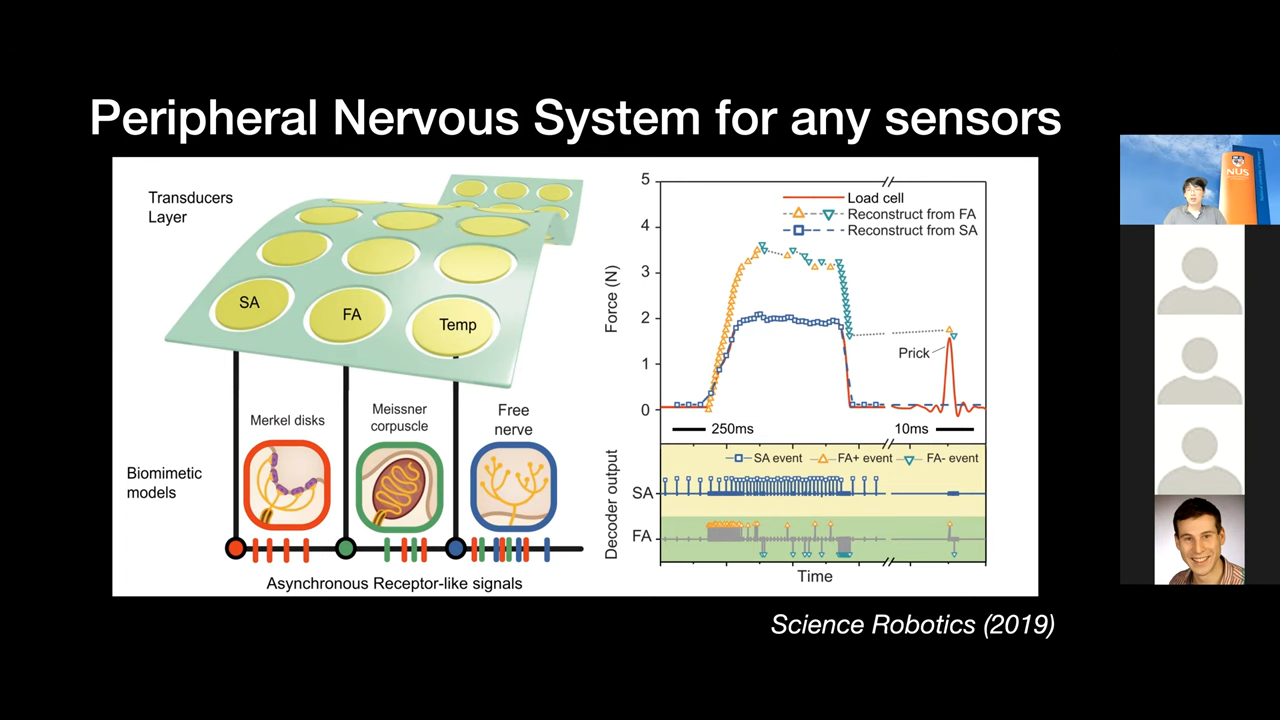 Peripheral Nervous System for any sensors
Transducers
Layer
SA
FA
Temp
Merkel disks
Meissner
corpuscle
Free
nerve
Biomimetic
models
Asynchronous Receptor-like signals
5
4
3
2
1
0
Force (N)
Load cell
Reconstruct from FA
Reconstruct from SA
Prick
250ms
10ms
Decoder output
SA event
FA+ event
FA- event
SA
FA
Time
Science Robotics (2019)
NUS